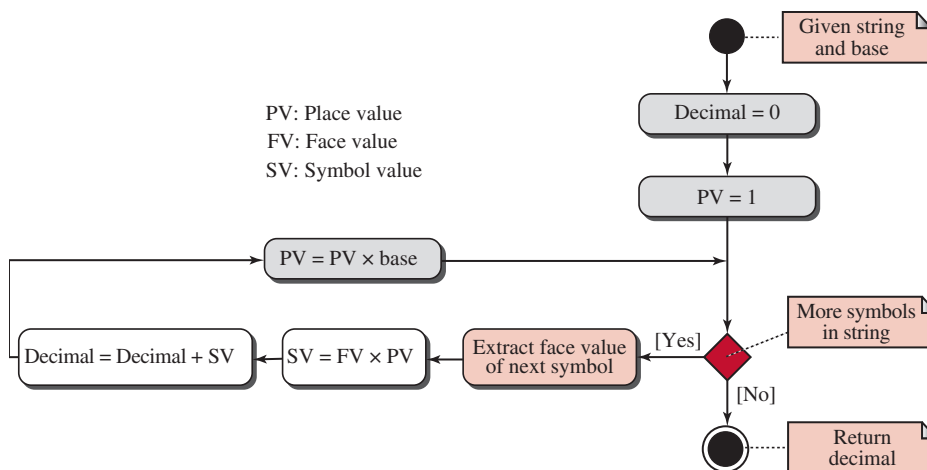 Given string
and base
Decimal = 0
PV: Place value
FV: Face value
SV: Symbol value
PV = 1
PV = PV × base
More symbols
in string
Decimal = Decimal + SV
SV = FV × PV
Extract face value
of next symbol
[Yes]
[No]
Return
decimal